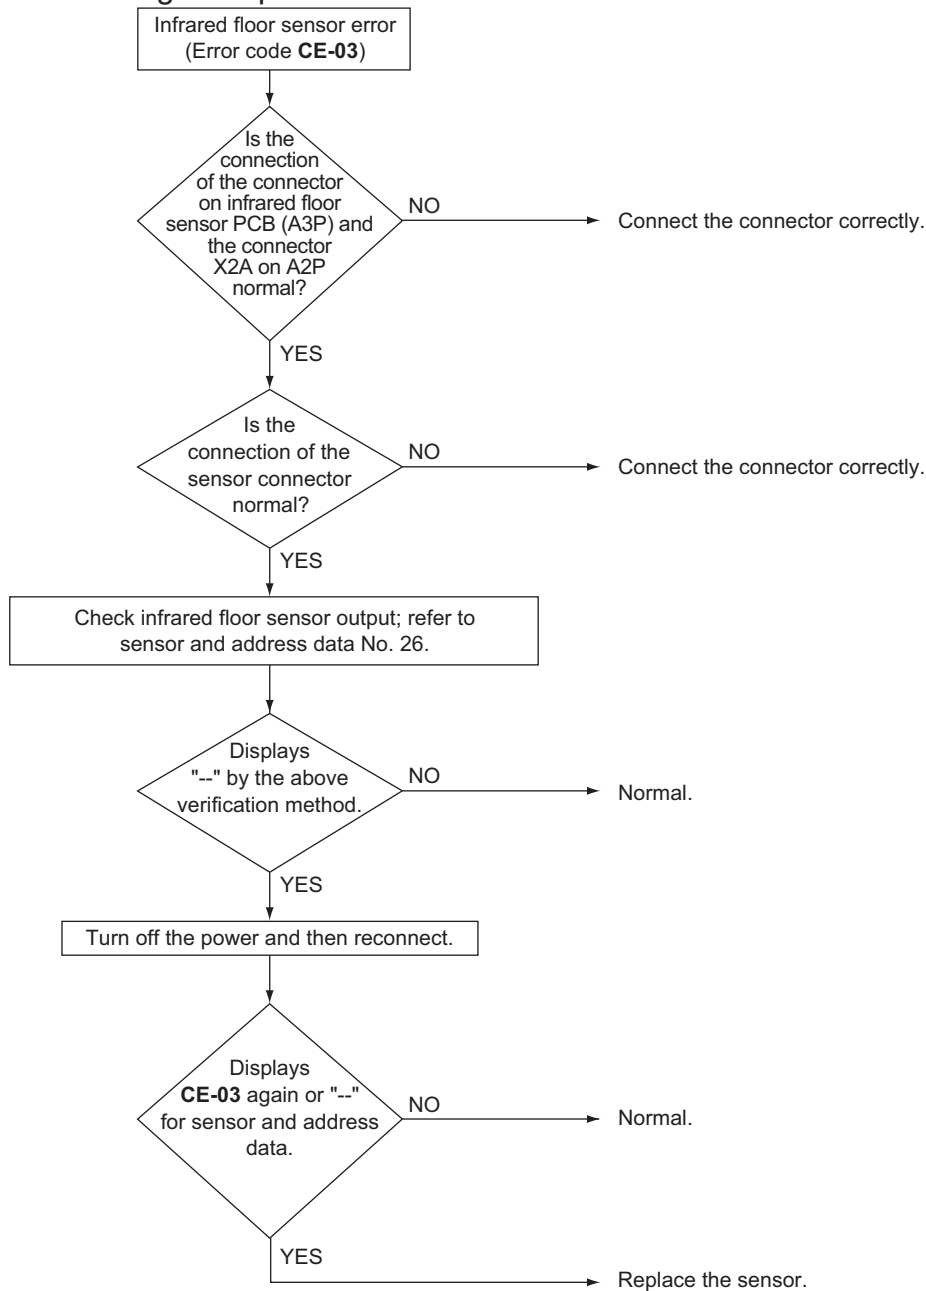 Infrared floor sensor error
(Error code CE-03)
Is the
connection
of the connector
on infrared floor
sensor PCB (A3P) and
the connector
X2A on A2P
normal?
NO
Connect the connector correctly.
YES
Is the
connection of the
sensor connector
normal?
NO
Connect the connector correctly.
YES
Check infrared floor sensor output; refer to
sensor and address data No. 26.
Displays
"--" by the above
verification method.
NO
Normal.
YES
Turn off the power and then reconnect.
Displays
CE-03 again or "--"
for sensor and address
data.
NO
Normal.
YES
Replace the sensor.